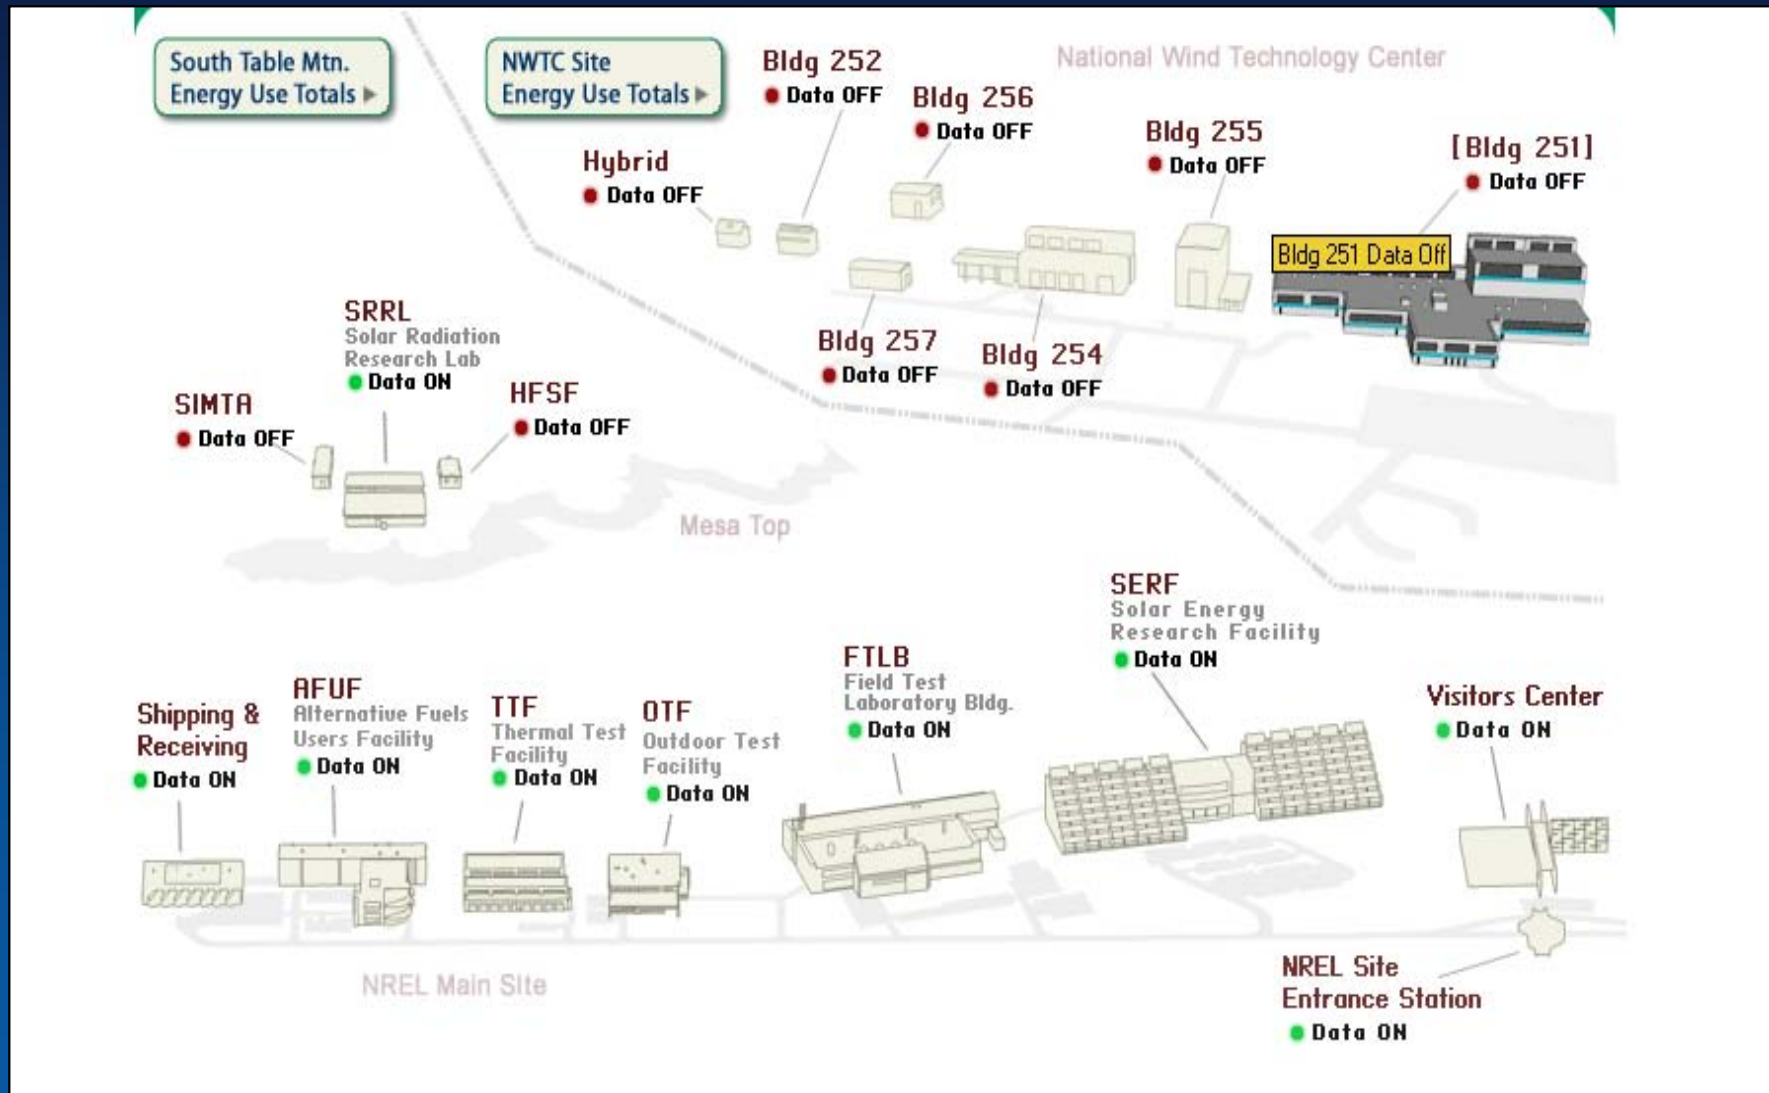 South Table Mtn.
Energy Use Totals
NWTC Site
Energy Use Totals
National Wind Technology Center
Bldg 252
Data OFF
Bldg 256
Data OFF
Bldg 255
Data OFF
[Bldg 251]
Data OFF
Hybrid
Data OFF
Bldg 251 Data Off
Bldg 257
Data OFF
Bldg 254
Data OFF
SRRL
Solar Radiation
Research Lab
Data ON
SIMTA
Data OFF
HFSF
Data OFF
Mesa Top
SERF
Solar Energy
Research Facility
Data ON
FTLB
Field Test
Laboratory Bldg.
Data ON
Shipping &
Receiving
Data ON
AFUF
Alternative Fuels
Users Facility
Data ON
TTF
Thermal Test
Facility
Data ON
OTF
Outdoor Test
Facility
Data ON
Visitors Center
Data ON
NREL Main SIte
NREL Site
Entrance Station
Data ON